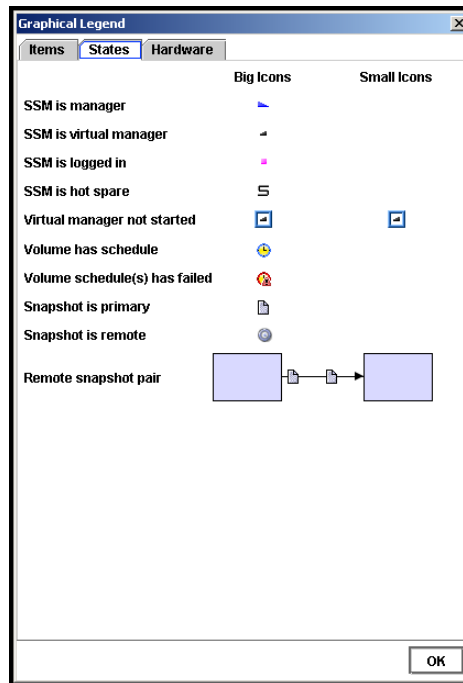 Graphical Legend
Items States Hardware
Big Icons Small Icons
SSM is manager
SSM is virtual manager
SSM is logged in
SSM is hot spare
Virtual manager not started
Volume has schedule
Volume schedule(s) has failed
Snapshot is primary
Snapshot is remote
Remote snapshot pair
OK